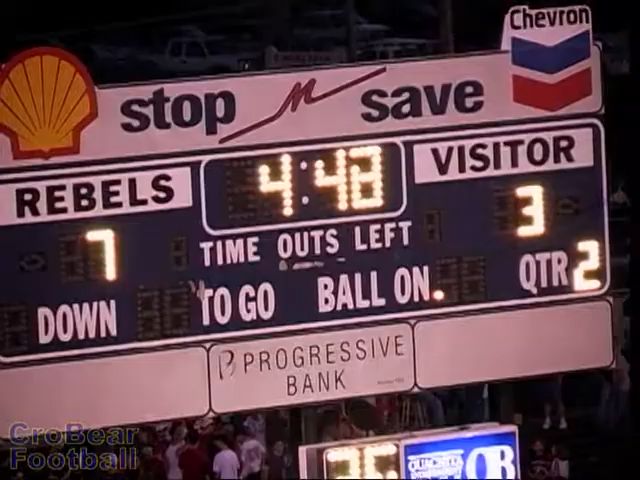 Chevron
stop M save
REBELS 4:48 VISITOR
7 TIME OUTS LEFT 3
DOWN TO GO BALL ON. QTR 2
PROGRESSIVE
BANK
CroBear
Football